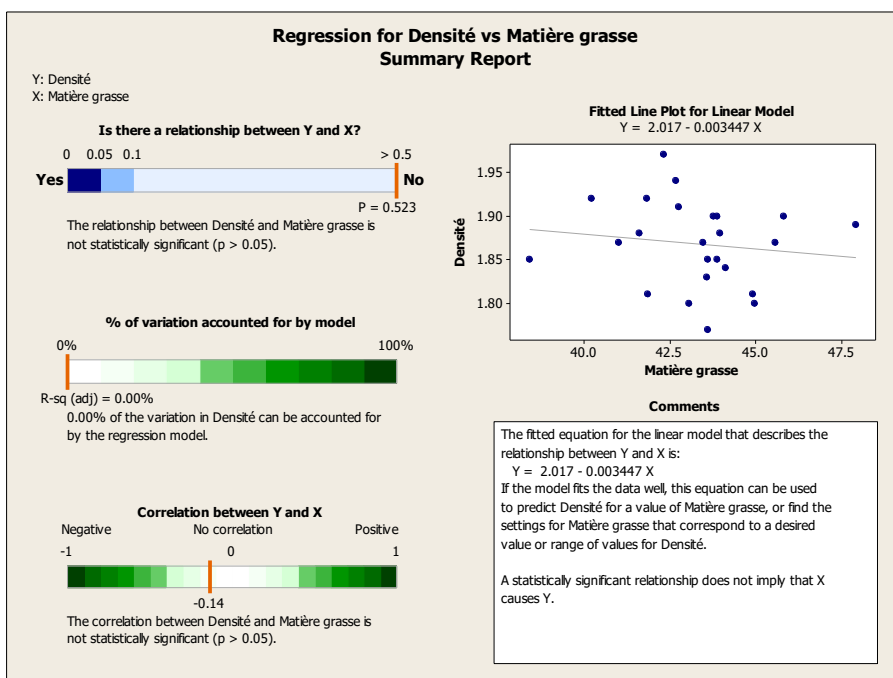 Regression for Densité vs Matière grasse
Summary Report
Y: Densité
X: Matière grasse
Is there a relationship between Y and X?
0 0.05 0.1 > 0.5
Yes No
P = 0.523
The relationship between Densité and Matière grasse is
not statistically significant (p > 0.05).
% of variation accounted for by model
0% 100%
R-sq (adj) = 0.00%
0.00% of the variation in Densité can be accounted for
by the regression model.
Correlation between Y and X
Negative No correlation Positive
-1 0 1
-0.14
The correlation between Densité and Matière grasse is
not statistically significant (p > 0.05).
Fitted Line Plot for Linear Model
Y = 2.017 - 0.003447 X
1.95
1.90
1.85
1.80
Densité
40.0 42.5 45.0 47.5
Matière grasse
Comments
The fitted equation for the linear model that describes the
relationship between Y and X is:
Y = 2.017 - 0.003447 X
If the model fits the data well, this equation can be used
to predict Densité for a value of Matière grasse, or find the
settings for Matière grasse that correspond to a desired
value or range of values for Densité.
A statistically significant relationship does not imply that X
causes Y.